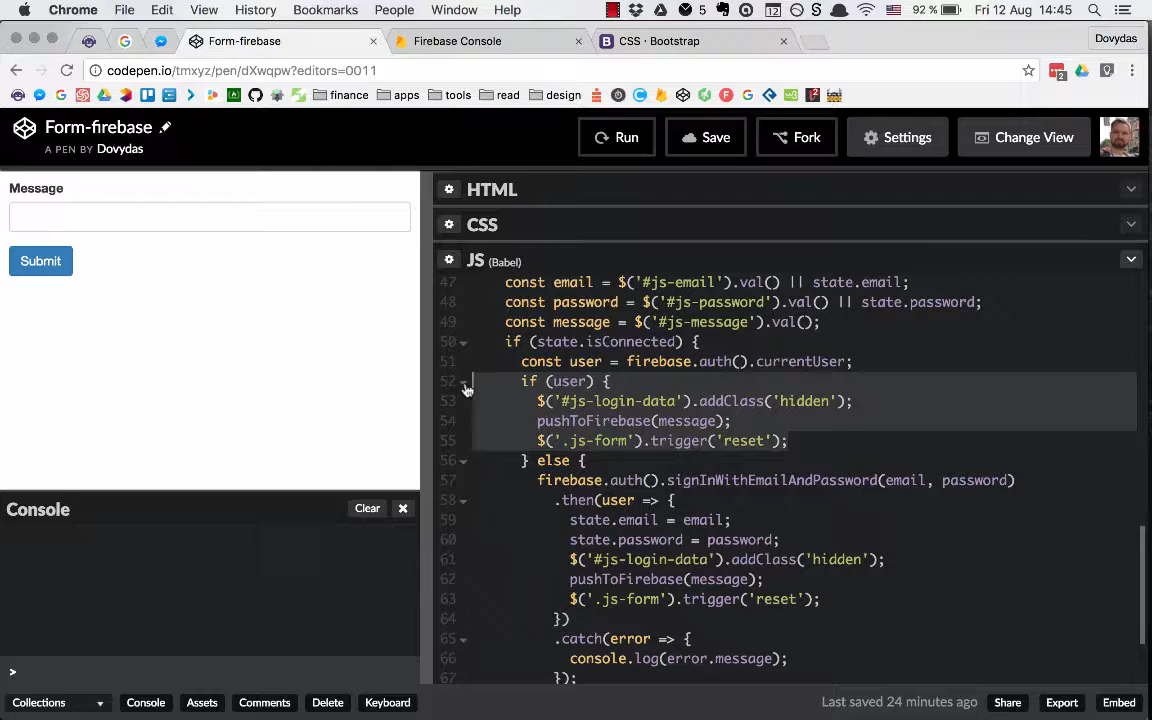 Chrome File Edit View History Bookmarks People Window Help 5 12 92 % Fri 12 Aug 14:45
Form-firebase × Firebase Console × CSS · Bootstrap × Dovydas
codepen.io/tmxyz/pen/dXwqpw?editors=0011 2
finance apps tools read design
Form-firebase
A PEN BY Dovydas
Run Save Fork Settings Change View
Message
Submit
HTML
CSS
JS (Babel)
47 const email = $('#js-email').val() || state.email;
48 const password = $('#js-password').val() || state.password;
49 const message = $('#js-message').val();
50 if (state.isConnected) {
51 const user = firebase.auth().currentUser;
52 if (user) {
53 $('#js-login-data').addClass('hidden');
54 pushToFirebase(message);
55 $('.js-form').trigger('reset');
56 } else {
57 firebase.auth().signInWithEmailAndPassword(email, password)
58 .then(user => {
59 state.email = email;
60 state.password = password;
61 $('#js-login-data').addClass('hidden');
62 pushToFirebase(message);
63 $('.js-form').trigger('reset');
64 })
65 .catch(error => {
66 console.log(error.message);
67 });
Console Clear ×
>
Collections Console Assets Comments Delete Keyboard Last saved 24 minutes ago Share Export Embed